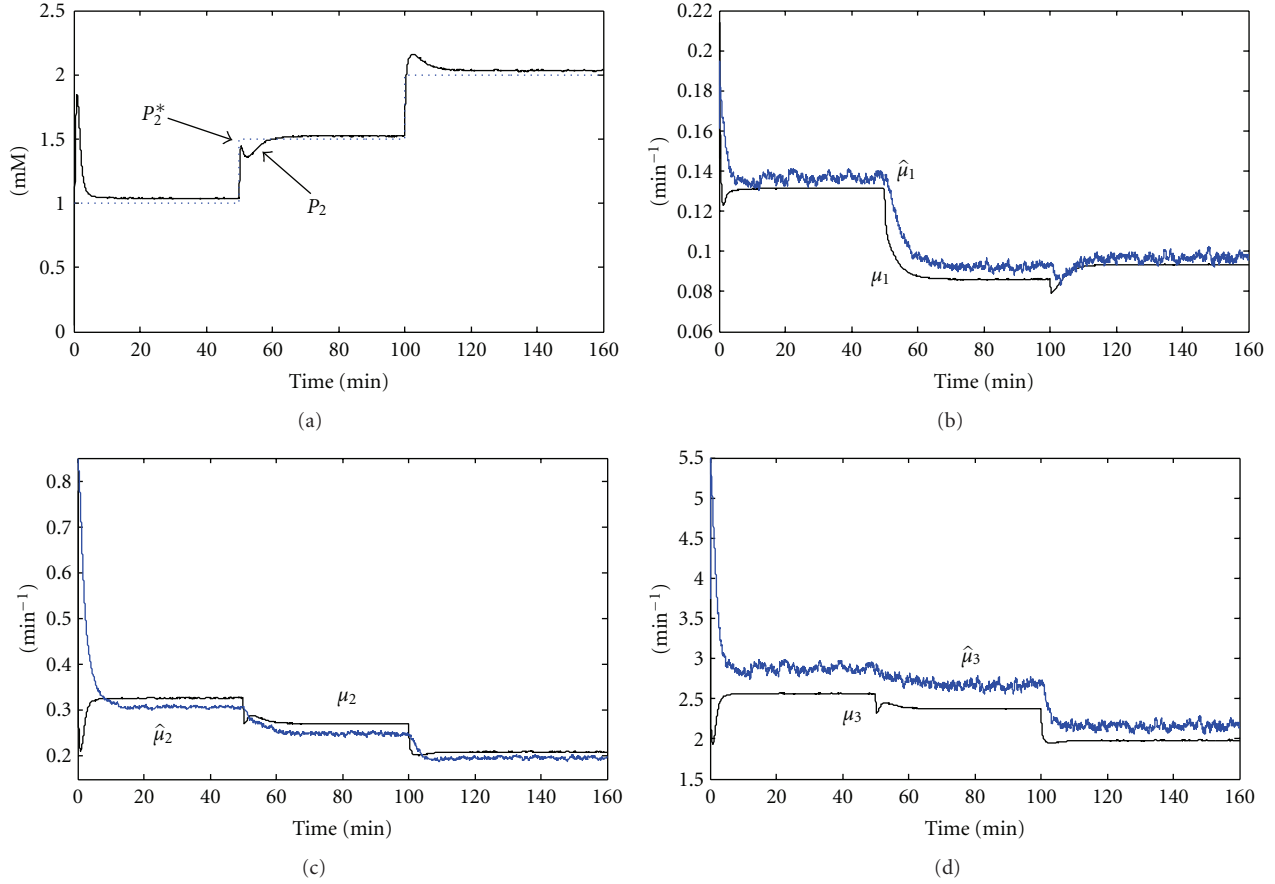 2.5
2
1.5
1
0.5
0
(mM)
P₂*
P₂
0 20 40 60 80 100 120 140 160
Time (min)
(a)
0.22
0.2
0.18
0.16
0.14
0.12
0.1
0.08
0.06
(min⁻¹)
μ̂₁
μ₁
0 20 40 60 80 100 120 140 160
Time (min)
(b)
0.8
0.7
0.6
0.5
0.4
0.3
0.2
(min⁻¹)
μ₂
μ̂₂
0 20 40 60 80 100 120 140 160
Time (min)
(c)
5.5
5
4.5
4
3.5
3
2.5
2
1.5
(min⁻¹)
μ̂₃
μ₃
0 20 40 60 80 100 120 140 160
Time (min)
(d)